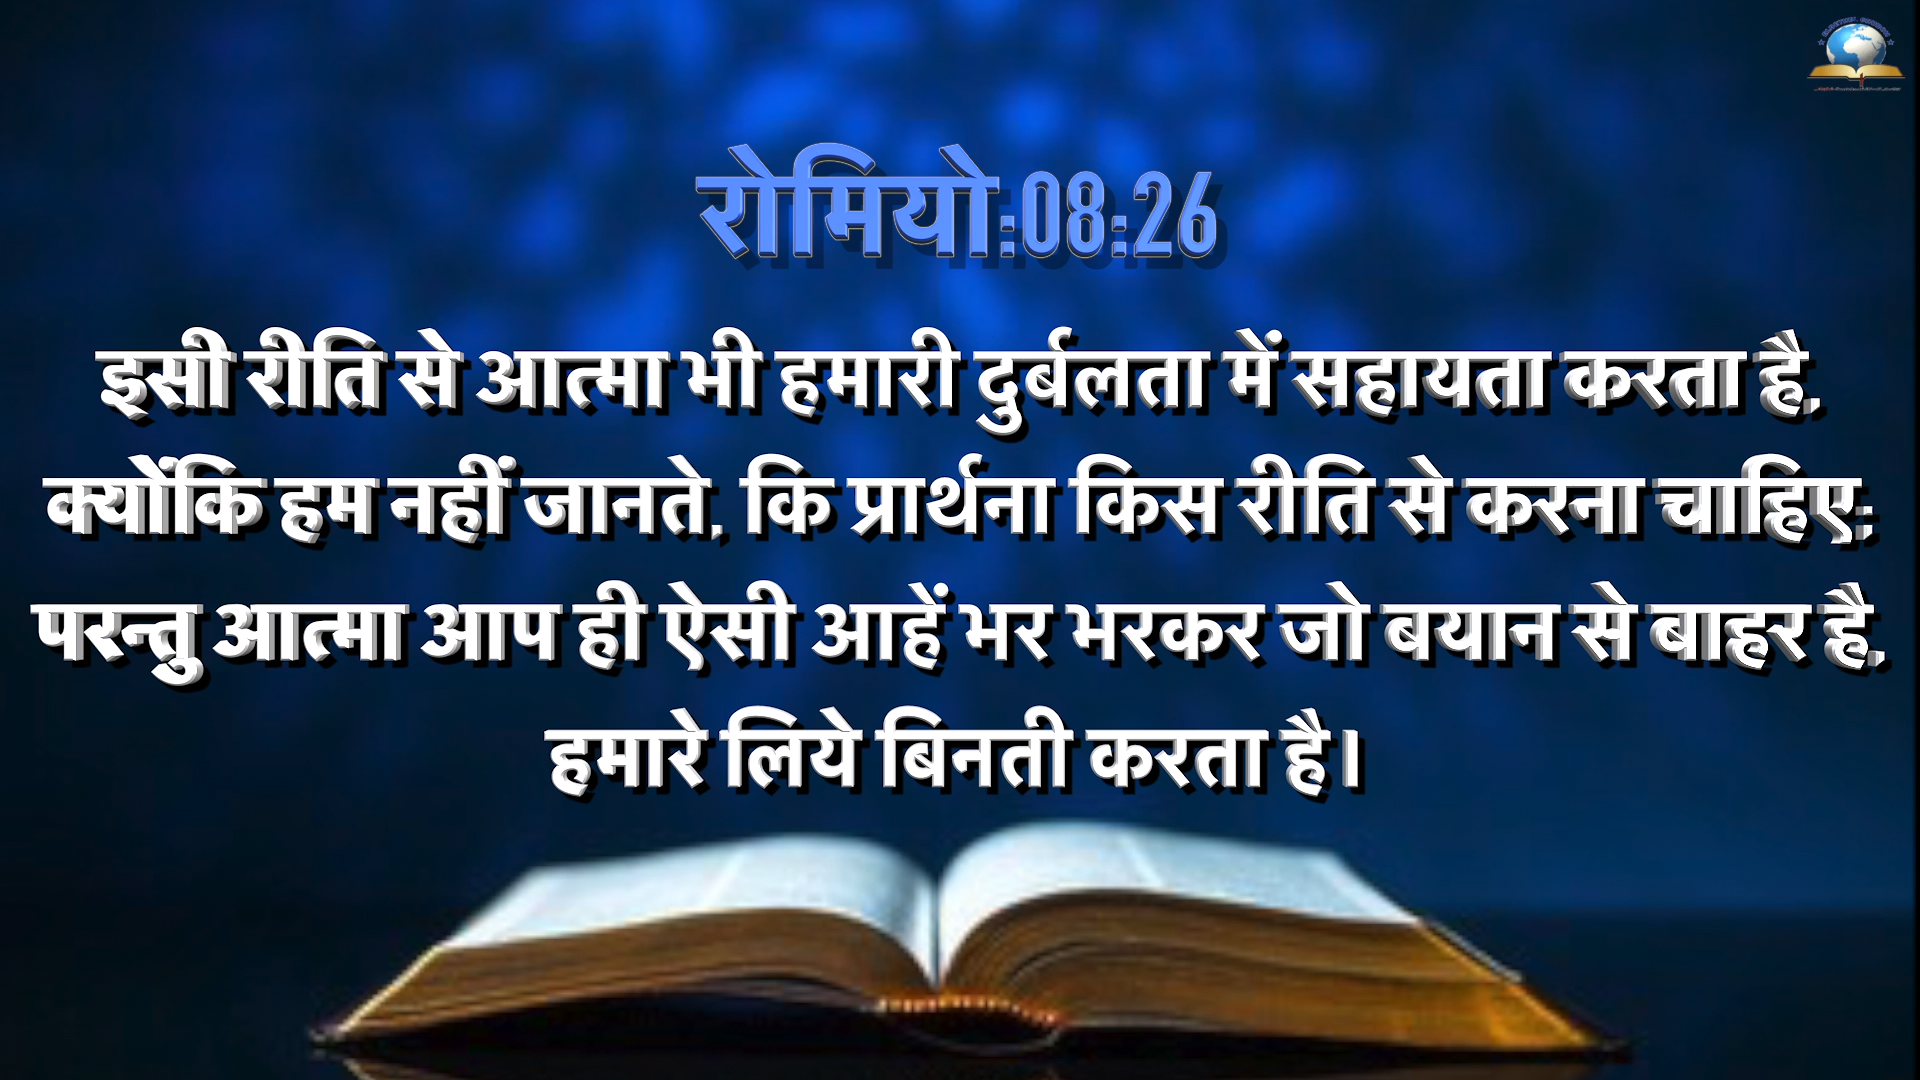 रोमियो:08:26
इसी रीति से आत्मा भी हमारी दुर्बलता में सहायता करता है,
क्योंकि हम नहीं जानते, कि प्रार्थना किस रीति से करना चाहिए;
परन्तु आत्मा आप ही ऐसी आहें भर भरकर जो बयान से बाहर है,
हमारे लिये बिनती करता है।